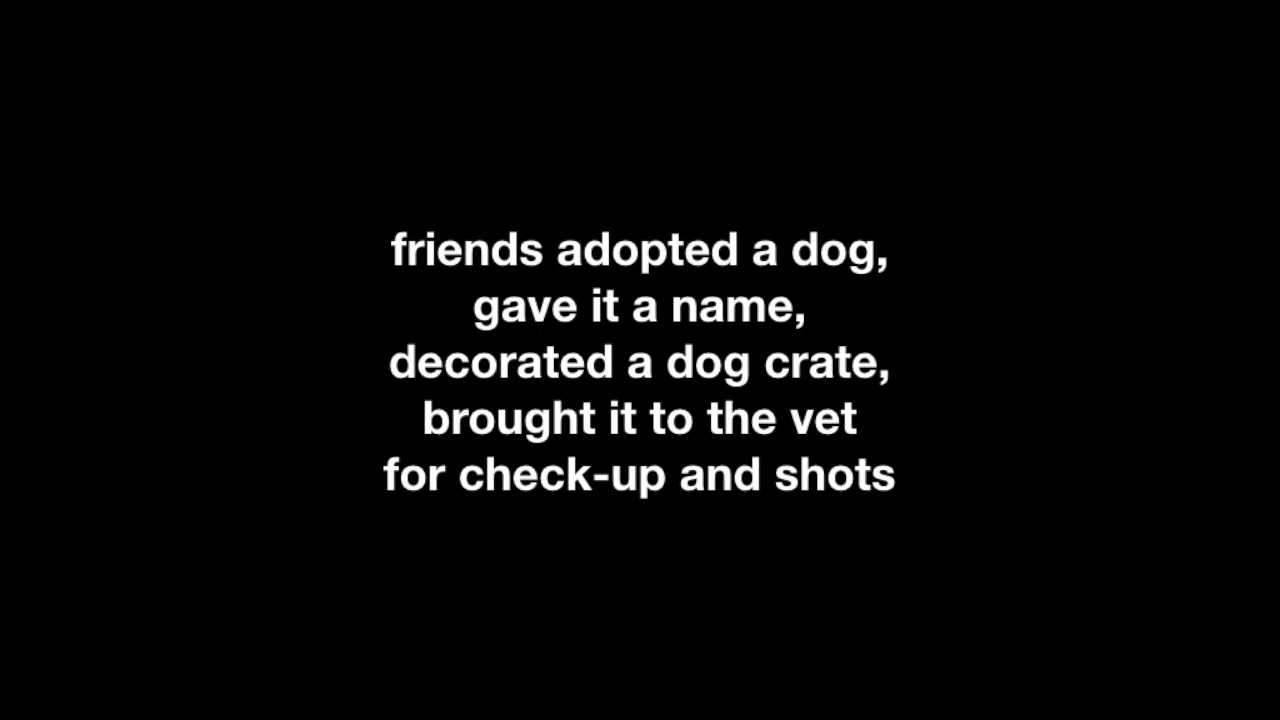 friends adopted a dog,
gave it a name,
decorated a dog crate,
brought it to the vet
for check-up and shots